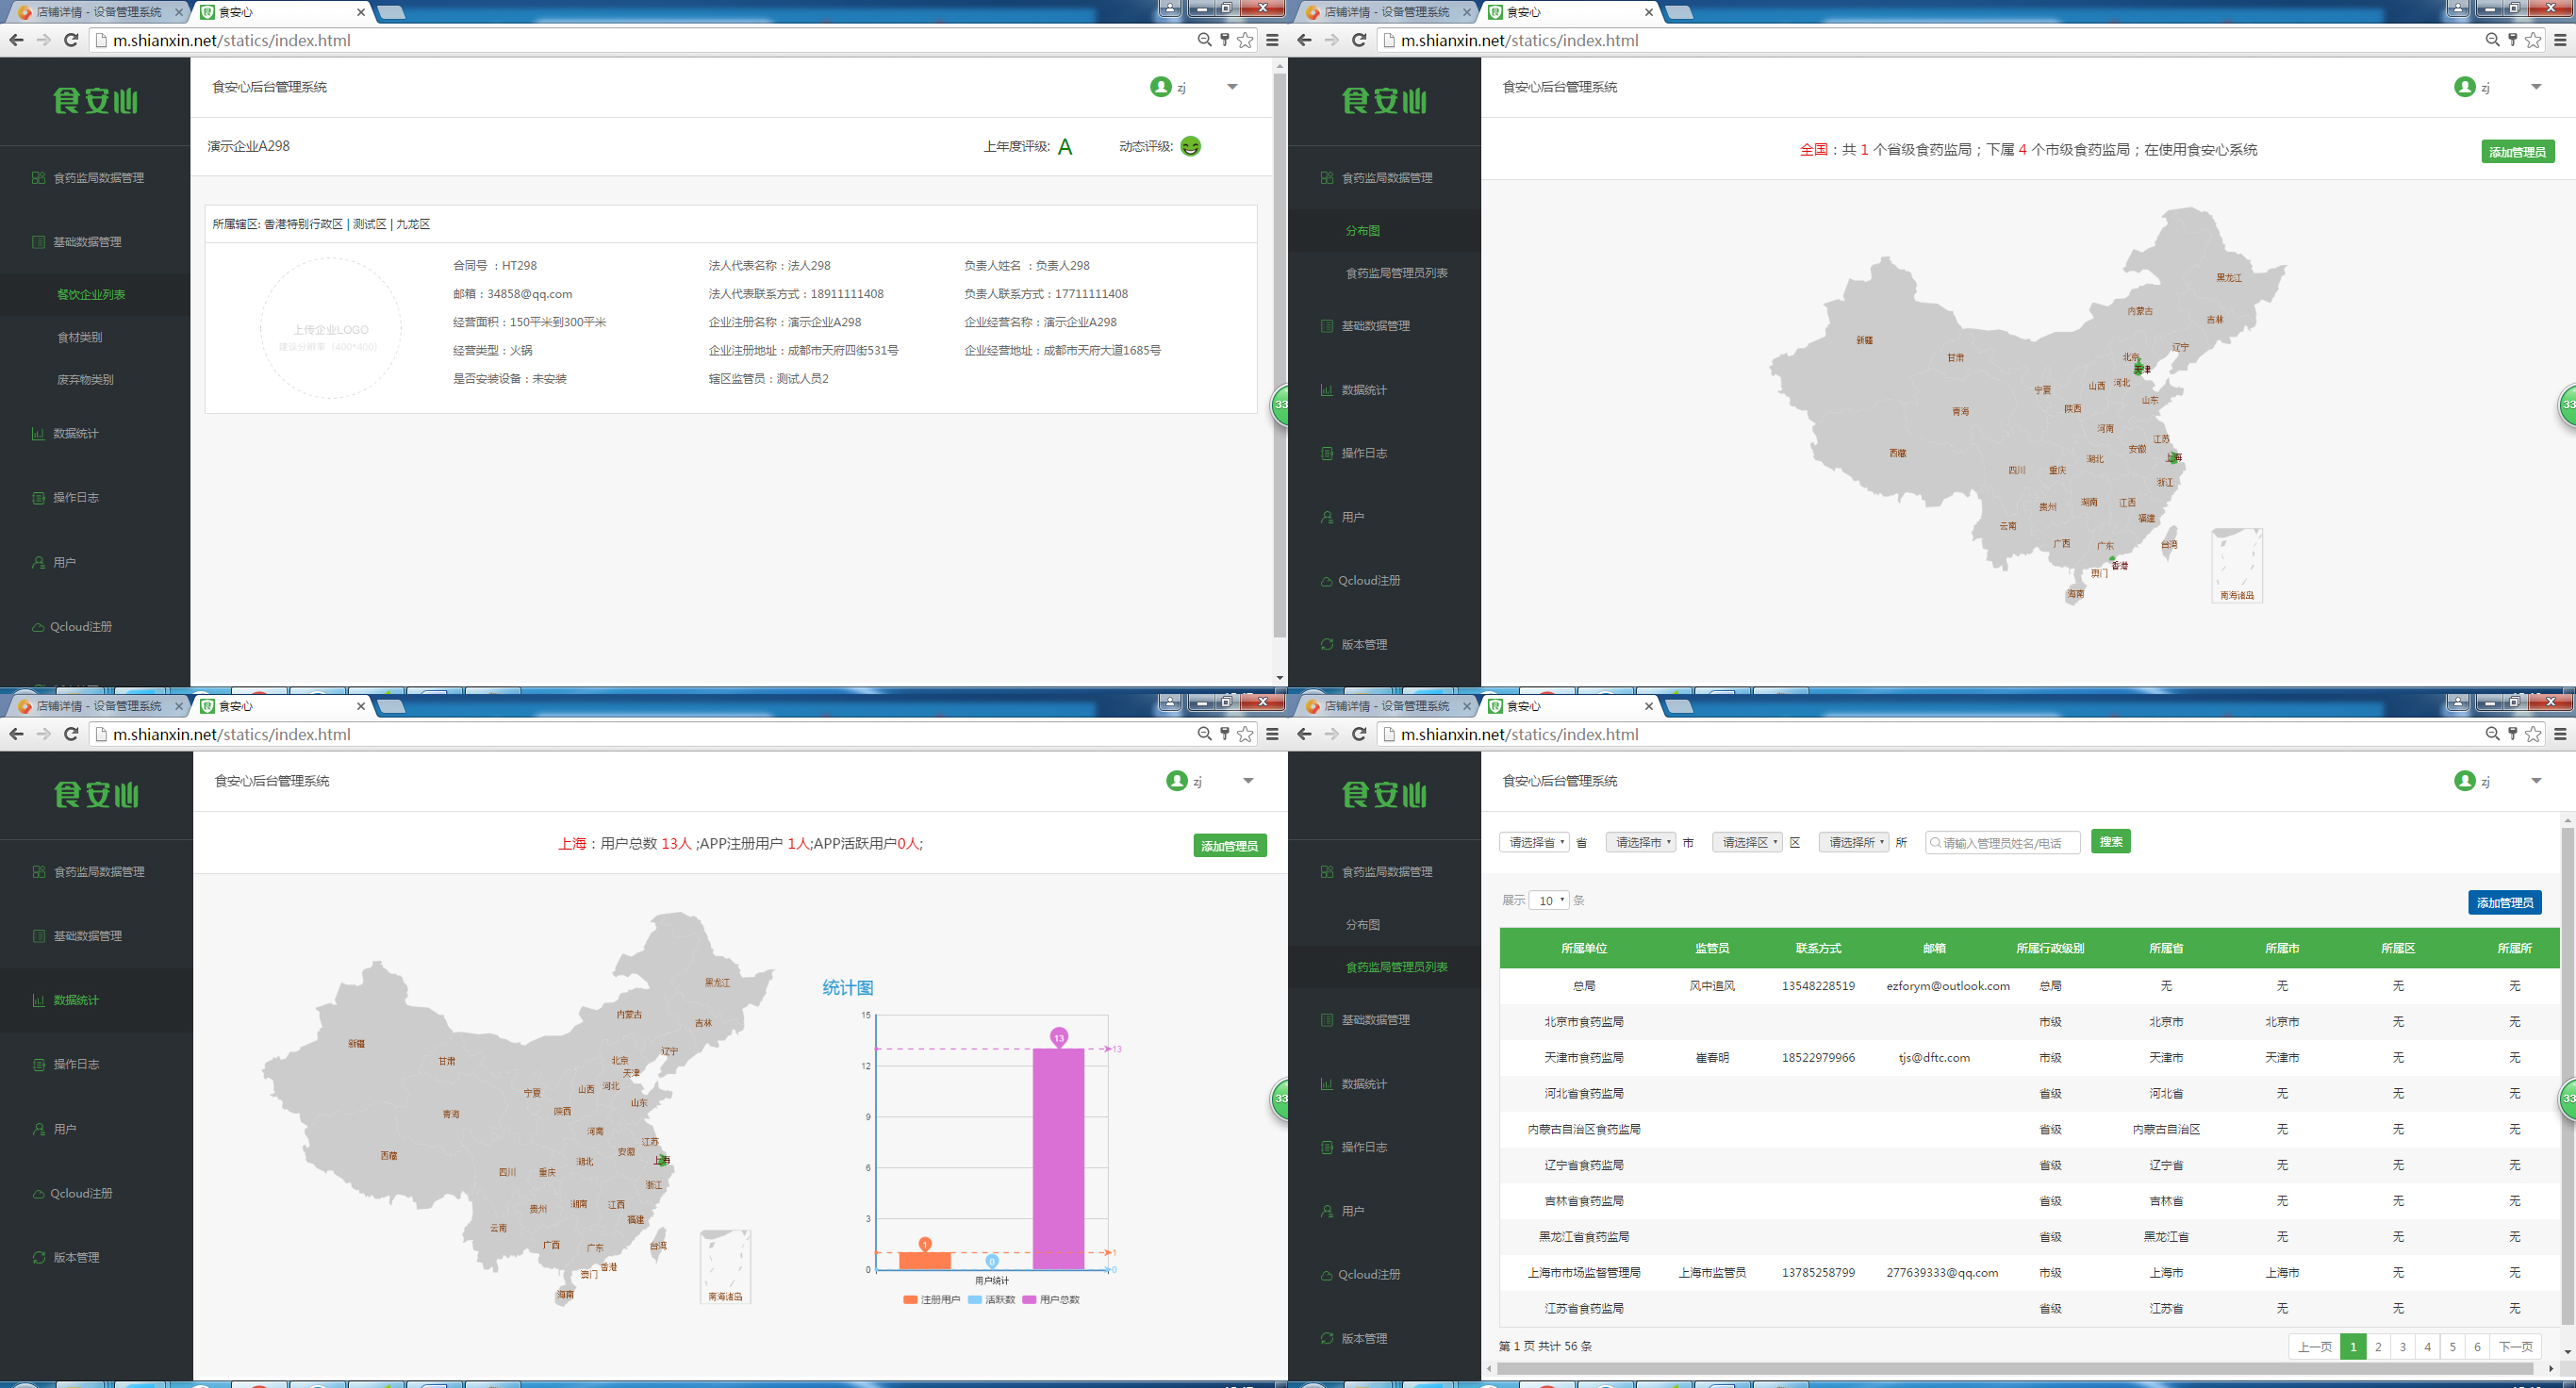 店铺详情 - 设备管理系统
食安心
m.shianxin.net/statics/index.html
食安心
食安心后台管理系统
zj
演示企业A298
上年度评级: A
动态评级:
食药监局数据管理
基础数据管理
餐饮企业列表
食材类别
废弃物类别
数据统计
操作日志
用户
Qcloud注册
所属辖区: 香港特别行政区 | 测试区 | 九龙区
上传企业LOGO
建议分辨率（400*400）
合同号 ：HT298
法人代表名称：法人298
负责人姓名 ：负责人298
邮箱：34858@qq.com
法人代表联系方式：18911111408
负责人联系方式：17711111408
经营面积：150平米到300平米
企业注册名称：演示企业A298
企业经营名称：演示企业A298
经营类型：火锅
企业注册地址：成都市天府四街531号
企业经营地址：成都市天府大道1685号
是否安装设备：未安装
辖区监管员：测试人员2
33
店铺详情 - 设备管理系统
食安心
m.shianxin.net/statics/index.html
食安心
食安心后台管理系统
zj
全国：共 1 个省级食药监局；下属 4 个市级食药监局；在使用食安心系统
添加管理员
食药监局数据管理
分布图
食药监局管理员列表
基础数据管理
数据统计
操作日志
用户
Qcloud注册
版本管理
黑龙江
内蒙古
吉林
新疆
辽宁
北京
甘肃
天津
宁夏
山西
河北
山东
陕西
青海
河南
江苏
安徽
西藏
上海
湖北
四川
重庆
浙江
贵州
湖南
江西
福建
云南
广西
广东
台湾
香港
澳门
海南
南海诸岛
33
店铺详情 - 设备管理系统
食安心
m.shianxin.net/statics/index.html
食安心
食安心后台管理系统
zj
上海：用户总数 13人 ;APP注册用户 1人;APP活跃用户0人;
添加管理员
食药监局数据管理
基础数据管理
数据统计
操作日志
用户
Qcloud注册
版本管理
黑龙江
内蒙古
吉林
新疆
辽宁
北京
甘肃
天津
宁夏
山西
河北
山东
陕西
青海
河南
江苏
安徽
西藏
上海
湖北
四川
重庆
浙江
贵州
湖南
江西
福建
云南
广西
广东
台湾
香港
澳门
海南
南海诸岛
统计图
15
12
9
6
3
0
13
13
1
1
0
0
用户统计
注册用户
活跃数
用户总数
33
店铺详情 - 设备管理系统
食安心
m.shianxin.net/statics/index.html
食安心
食安心后台管理系统
zj
食药监局数据管理
分布图
食药监局管理员列表
基础数据管理
数据统计
操作日志
用户
Qcloud注册
版本管理
请选择省 省 请选择市 市 请选择区 区 请选择所 所 请输入管理员姓名/电话 搜索
展示 10 条
添加管理员
所属单位 监管员 联系方式 邮箱 所属行政级别 所属省 所属市 所属区 所属所
总局 风中追风 13548228519 ezforym@outlook.com 总局 无 无 无 无
北京市食药监局 市级 北京市 北京市 无 无
天津市食药监局 崔春明 18522979966 tjs@dftc.com 市级 天津市 天津市 无 无
河北省食药监局 省级 河北省 无 无 无
内蒙古自治区食药监局 省级 内蒙古自治区 无 无 无
辽宁省食药监局 省级 辽宁省 无 无 无
吉林省食药监局 省级 吉林省 无 无 无
黑龙江省食药监局 省级 黑龙江省 无 无 无
上海市市场监督管理局 上海市监管员 13785258799 277639333@qq.com 市级 上海市 上海市 无 无
江苏省食药监局 省级 江苏省 无 无 无
第 1 页 共计 56 条
上一页 1 2 3 4 5 6 下一页
33